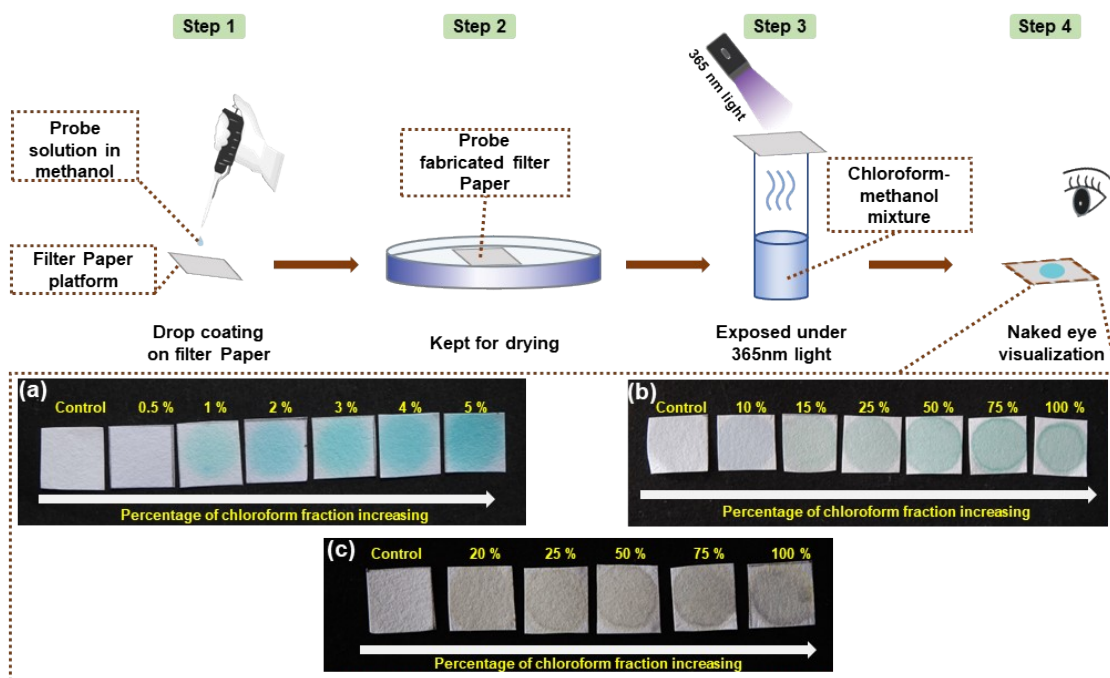 Step 1
Step 2
Step 3
Step 4
Probe
solution in
methanol
Filter Paper
platform
Drop coating
on filter Paper
Probe
fabricated filter
Paper
Kept for drying
365 nm light
Chloroform-
methanol
mixture
Exposed under
365nm light
Naked eye
visualization
(a)
Control 0.5 % 1 % 2 % 3 % 4 % 5 %
Percentage of chloroform fraction increasing
(b)
Control 10 % 15 % 25 % 50 % 75 % 100 %
Percentage of chloroform fraction increasing
(c)
Control 20 % 25 % 50 % 75 % 100 %
Percentage of chloroform fraction increasing